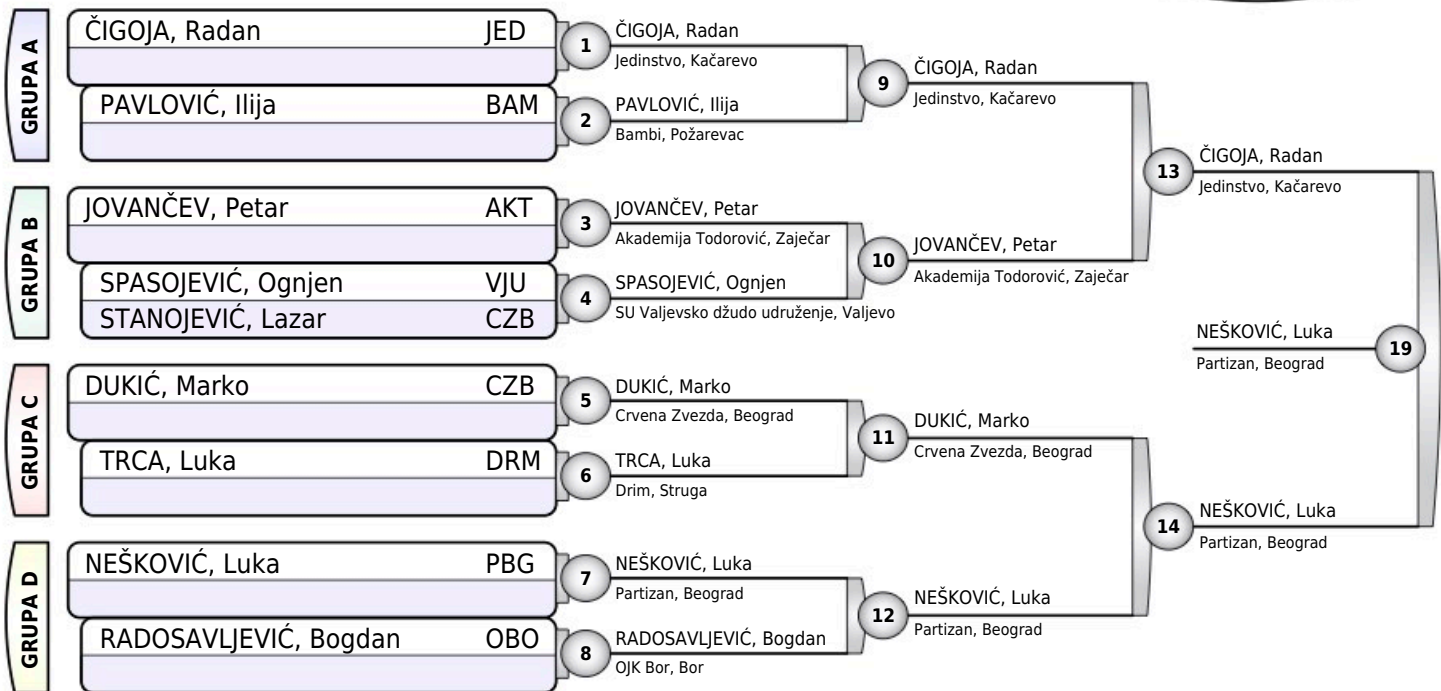 GRUPA A
ČIGOJA, Radan JED
PAVLOVIĆ, Ilija BAM
GRUPA B
JOVANČEV, Petar AKT
SPASOJEVIĆ, Ognjen VJU
STANOJEVIĆ, Lazar CZB
GRUPA C
DUKIĆ, Marko CZB
TRCA, Luka DRM
GRUPA D
NEŠKOVIĆ, Luka PBG
RADOSAVLJEVIĆ, Bogdan OBO
1
ČIGOJA, Radan
Jedinstvo, Kačarevo
2
PAVLOVIĆ, Ilija
Bambi, Požarevac
3
JOVANČEV, Petar
Akademija Todorović, Zaječar
4
SPASOJEVIĆ, Ognjen
SU Valjevsko džudo udruženje, Valjevo
5
DUKIĆ, Marko
Crvena Zvezda, Beograd
6
TRCA, Luka
Drim, Struga
7
NEŠKOVIĆ, Luka
Partizan, Beograd
8
RADOSAVLJEVIĆ, Bogdan
OJK Bor, Bor
9
ČIGOJA, Radan
Jedinstvo, Kačarevo
10
JOVANČEV, Petar
Akademija Todorović, Zaječar
11
DUKIĆ, Marko
Crvena Zvezda, Beograd
12
NEŠKOVIĆ, Luka
Partizan, Beograd
13
ČIGOJA, Radan
Jedinstvo, Kačarevo
14
NEŠKOVIĆ, Luka
Partizan, Beograd
NEŠKOVIĆ, Luka
Partizan, Beograd
19